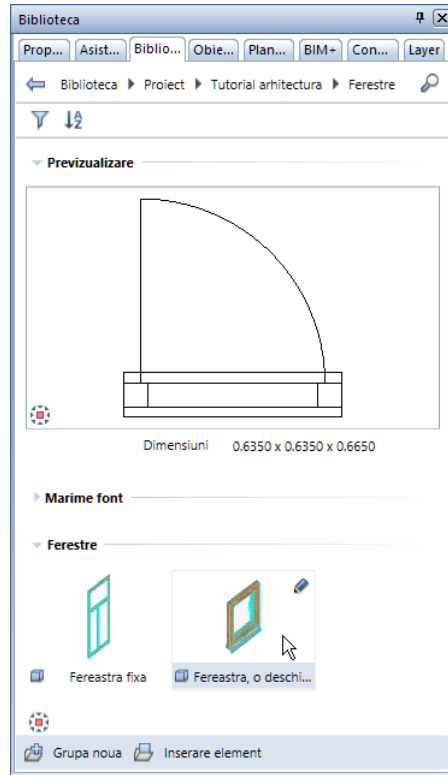 Biblioteca
Prop... Asist... Biblio... Obie... Plan... BIM+ Con... Layer
Biblioteca Proiect Tutorial arhitectura Ferestre
Previzualizare
Dimensiuni 0.6350 x 0.6350 x 0.6650
Marime font
Ferestre
Fereastra fixa Fereastra, o deschi...
Grupa noua Inserare element